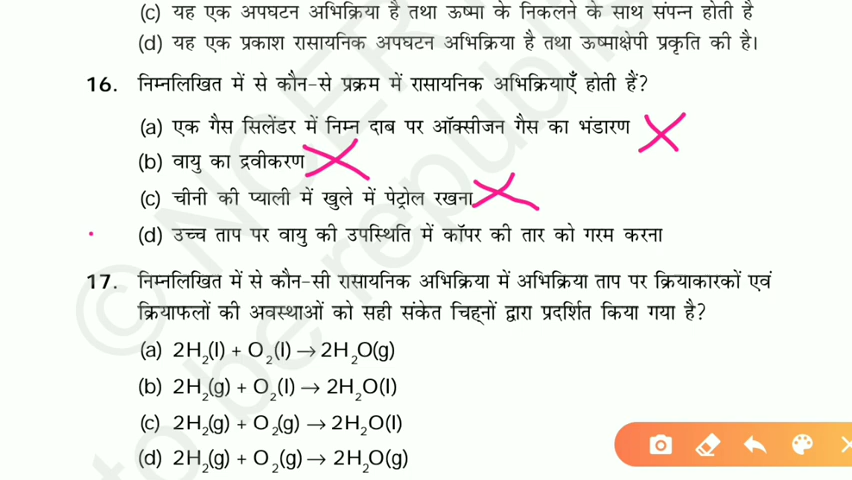 (c) यह एक अपघटन अभिक्रिया है तथा ऊष्मा के निकलने के साथ संपन्न होती है
(d) यह एक प्रकाश रासायनिक अपघटन अभिक्रिया है तथा ऊष्माक्षेपी प्रकृति की है।
16. निम्नलिखित में से कौन-से प्रक्रम में रासायनिक अभिक्रियाएँ होती हैं?
(a) एक गैस सिलेंडर में निम्न दाब पर ऑक्सीजन गैस का भंडारण
(b) वायु का द्रवीकरण
(c) चीनी की प्याली में खुले में पेट्रोल रखना
(d) उच्च ताप पर वायु की उपस्थिति में कॉपर की तार को गरम करना
17. निम्नलिखित में से कौन-सी रासायनिक अभिक्रिया में अभिक्रिया ताप पर क्रियाकारकों एवं
क्रियाफलों की अवस्थाओं को सही संकेत चिह्नों द्वारा प्रदर्शित किया गया है?
(a) 2H₂(l) + O₂(l) → 2H₂O(g)
(b) 2H₂(g) + O₂(l) → 2H₂O(l)
(c) 2H₂(g) + O₂(g) → 2H₂O(l)
(d) 2H₂(g) + O₂(g) → 2H₂O(g)